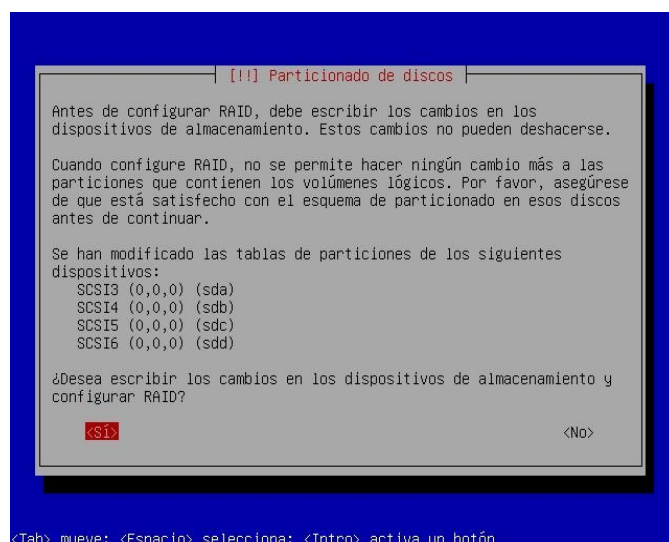 [!!] Particionado de discos
Antes de configurar RAID, debe escribir los cambios en los
dispositivos de almacenamiento. Estos cambios no pueden deshacerse.
Cuando configure RAID, no se permite hacer ningún cambio más a las
particiones que contienen los volúmenes lógicos. Por favor, asegúrese
de que está satisfecho con el esquema de particionado en esos discos
antes de continuar.
Se han modificado las tablas de particiones de los siguientes
dispositivos:
SCSI3 (0,0,0) (sda)
SCSI4 (0,0,0) (sdb)
SCSI5 (0,0,0) (sdc)
SCSI6 (0,0,0) (sdd)
¿Desea escribir los cambios en los dispositivos de almacenamiento y
configurar RAID?
<Sí> <No>
<Tab> mueve; <Espacio> selecciona; <Intro> activa un botón